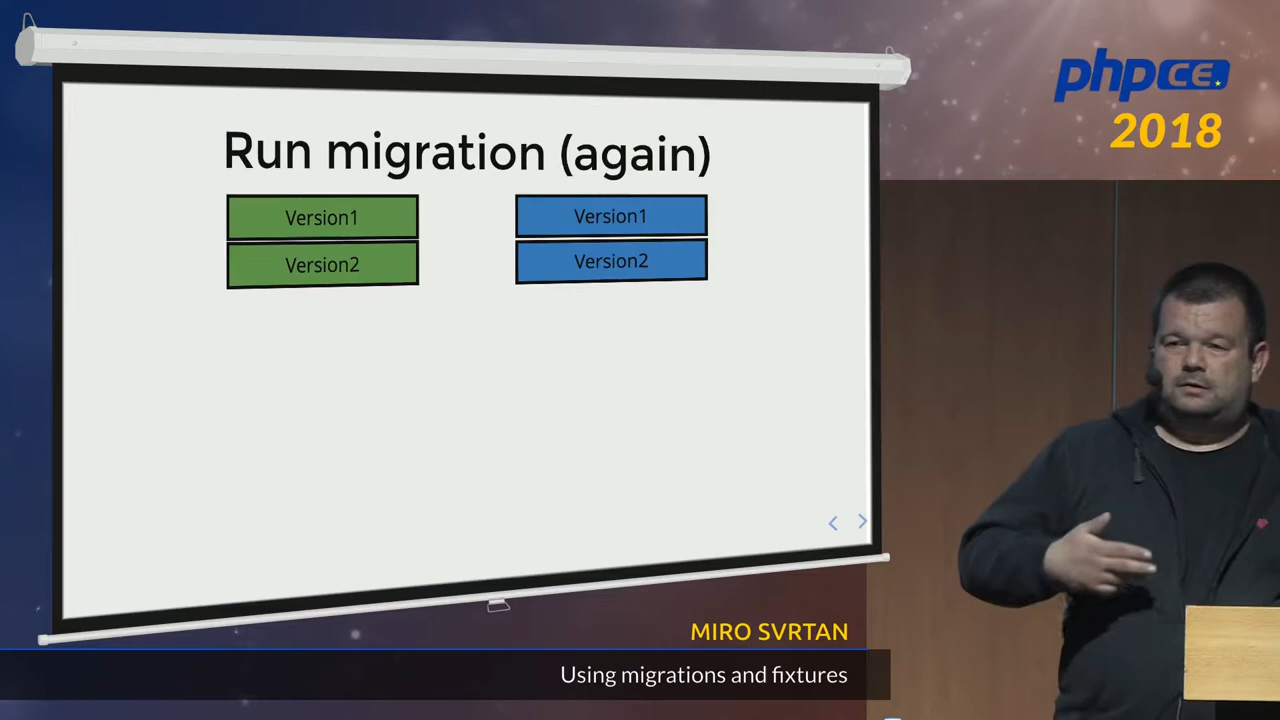 phpCE
2018
Run migration (again)
Version1
Version2
Version1
Version2
MIRO SVRTAN
Using migrations and fixtures